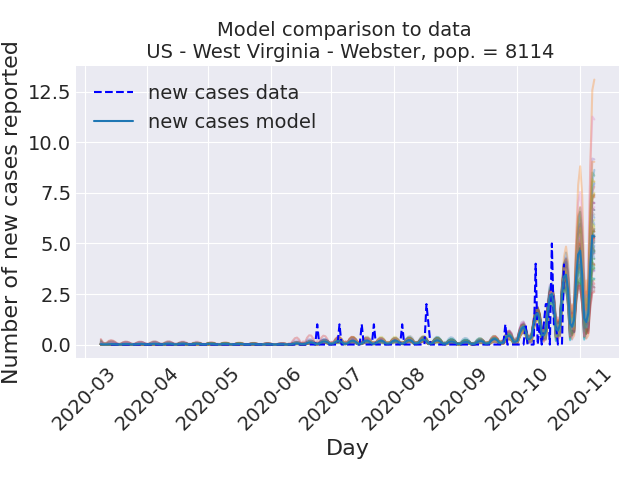 Model comparison to data
US - West Virginia - Webster, pop. = 8114
Number of new cases reported
12.5
10.0
7.5
5.0
2.5
0.0
new cases data
new cases model
2020-03
2020-04
2020-05
2020-06
2020-07
2020-08
2020-09
2020-10
2020-11
Day